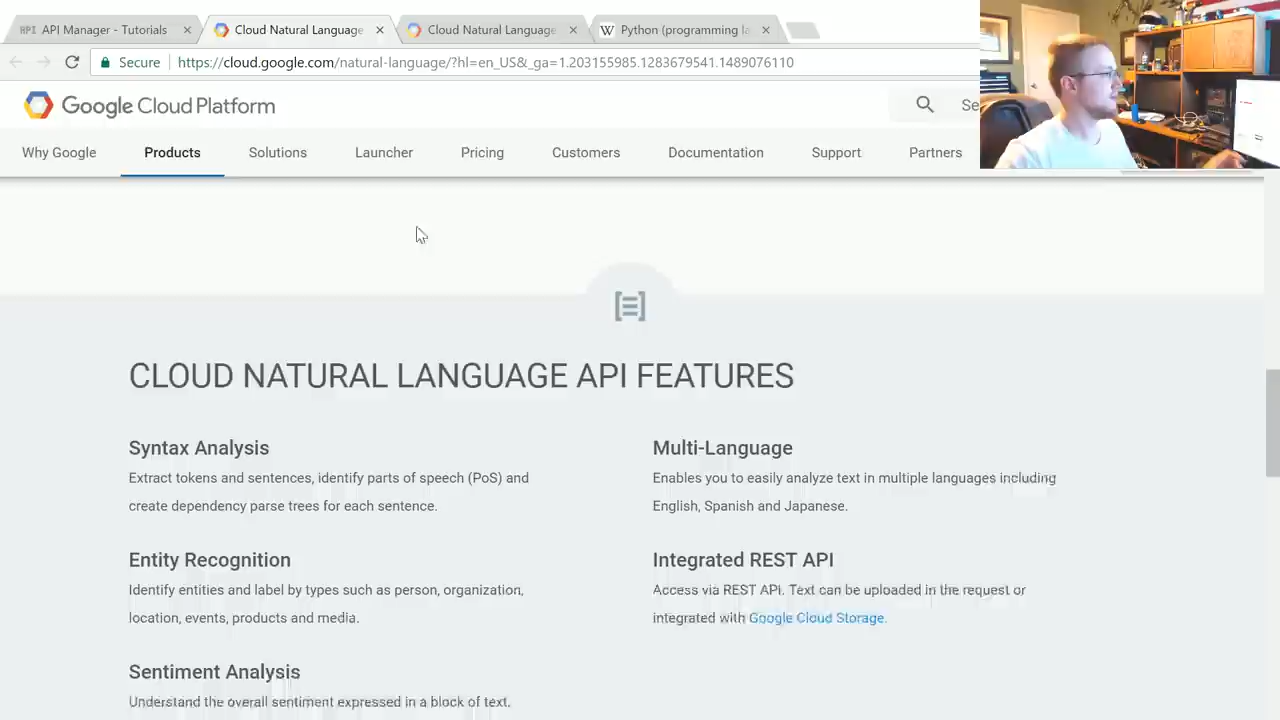 API API Manager - Tutorials
Cloud Natural Language
Cloud Natural Language
W Python (programming la
Secure https://cloud.google.com/natural-language/?hl=en_US&_ga=1.203155985.1283679541.1489076110
Google Cloud Platform
Se
Why Google Products Solutions Launcher Pricing Customers Documentation Support Partners
CLOUD NATURAL LANGUAGE API FEATURES
Syntax Analysis
Extract tokens and sentences, identify parts of speech (PoS) and
create dependency parse trees for each sentence.
Multi-Language
Enables you to easily analyze text in multiple languages including
English, Spanish and Japanese.
Entity Recognition
Identify entities and label by types such as person, organization,
location, events, products and media.
Integrated REST API
Access via REST API. Text can be uploaded in the request or
integrated with Google Cloud Storage.
Sentiment Analysis
Understand the overall sentiment expressed in a block of text.